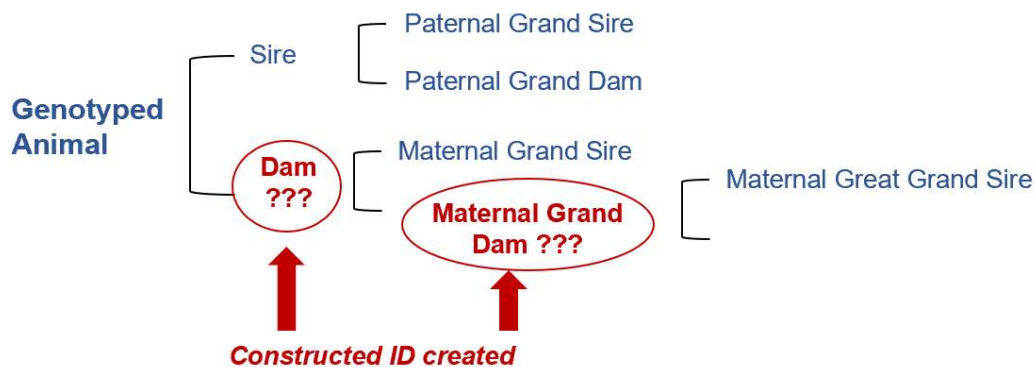 Paternal Grand Sire
Sire
Paternal Grand Dam
Genotyped
Animal
Maternal Grand Sire
Dam
???
Maternal Great Grand Sire
Maternal Grand
Dam ???
Constructed ID created